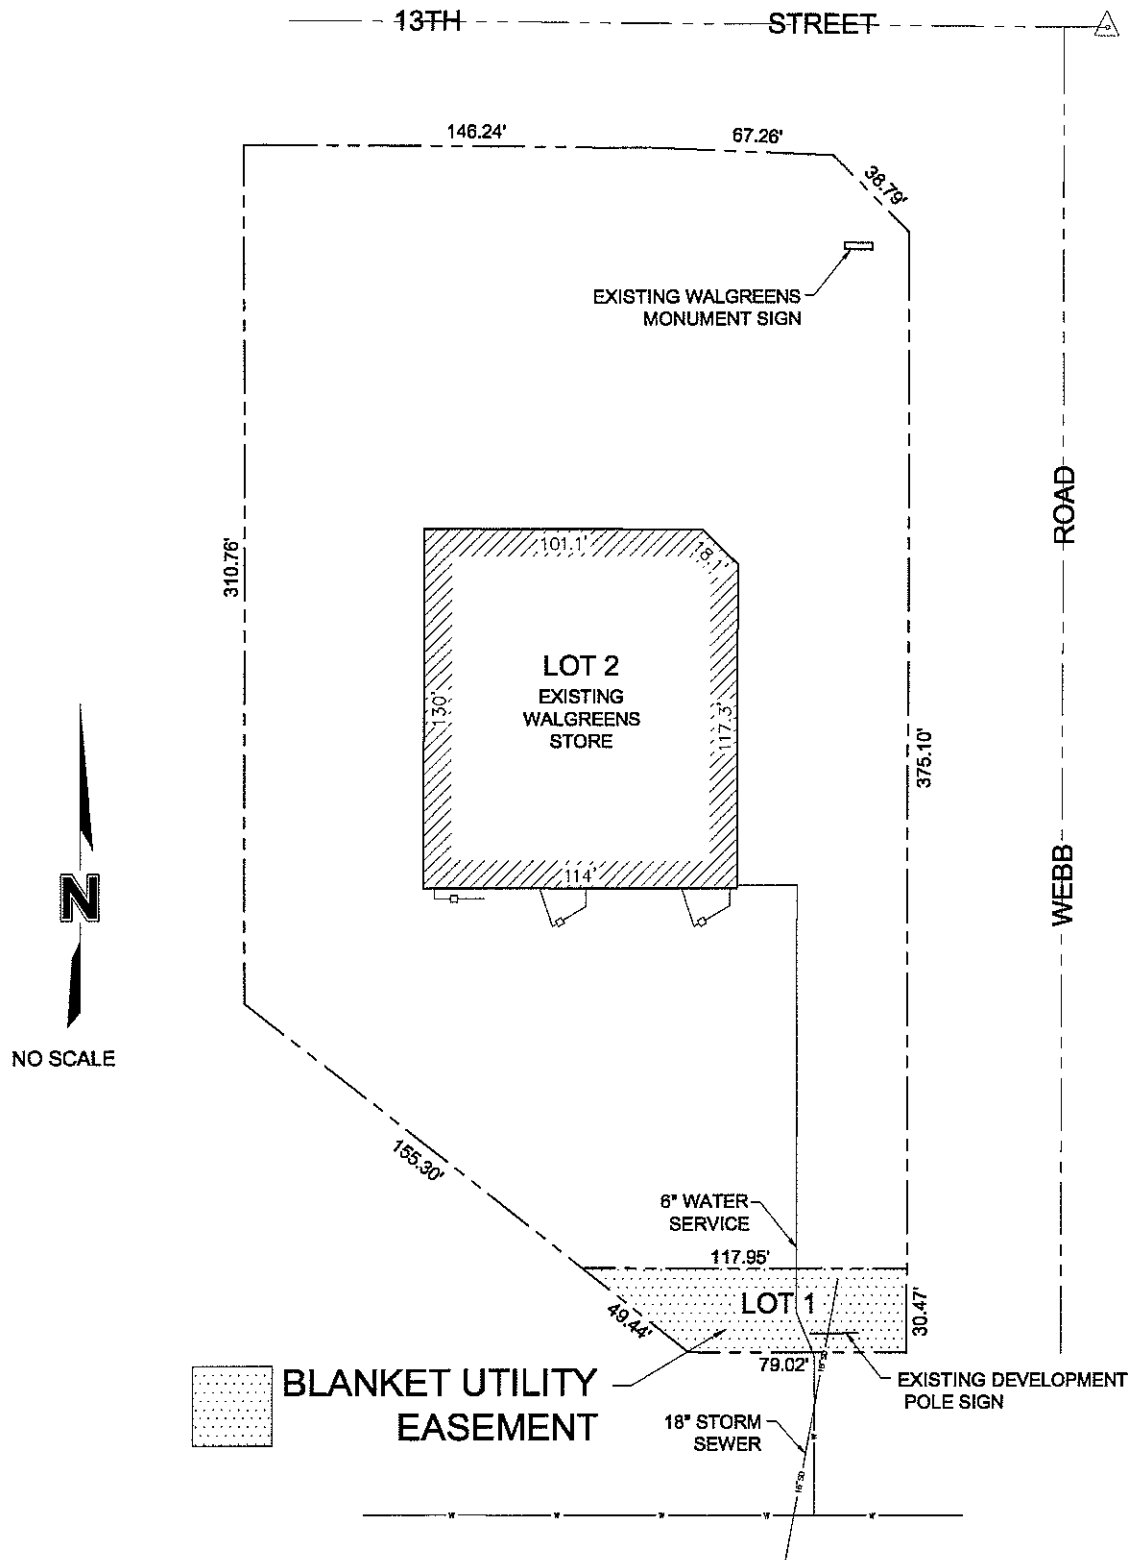 13TH STREET
146.24'
67.26'
38.79'
EXISTING WALGREENS
MONUMENT SIGN
ROAD
310.76'
101.1'
18.1'
LOT 2
EXISTING
WALGREENS
STORE
130'
117.3'
375.10'
114'
WEBB
N
NO SCALE
155.30'
6" WATER
SERVICE
117.95'
LOT 1
49.44'
30.47'
79.02'
BLANKET UTILITY
EASEMENT
EXISTING DEVELOPMENT
POLE SIGN
18" STORM
SEWER
W
W W W W W